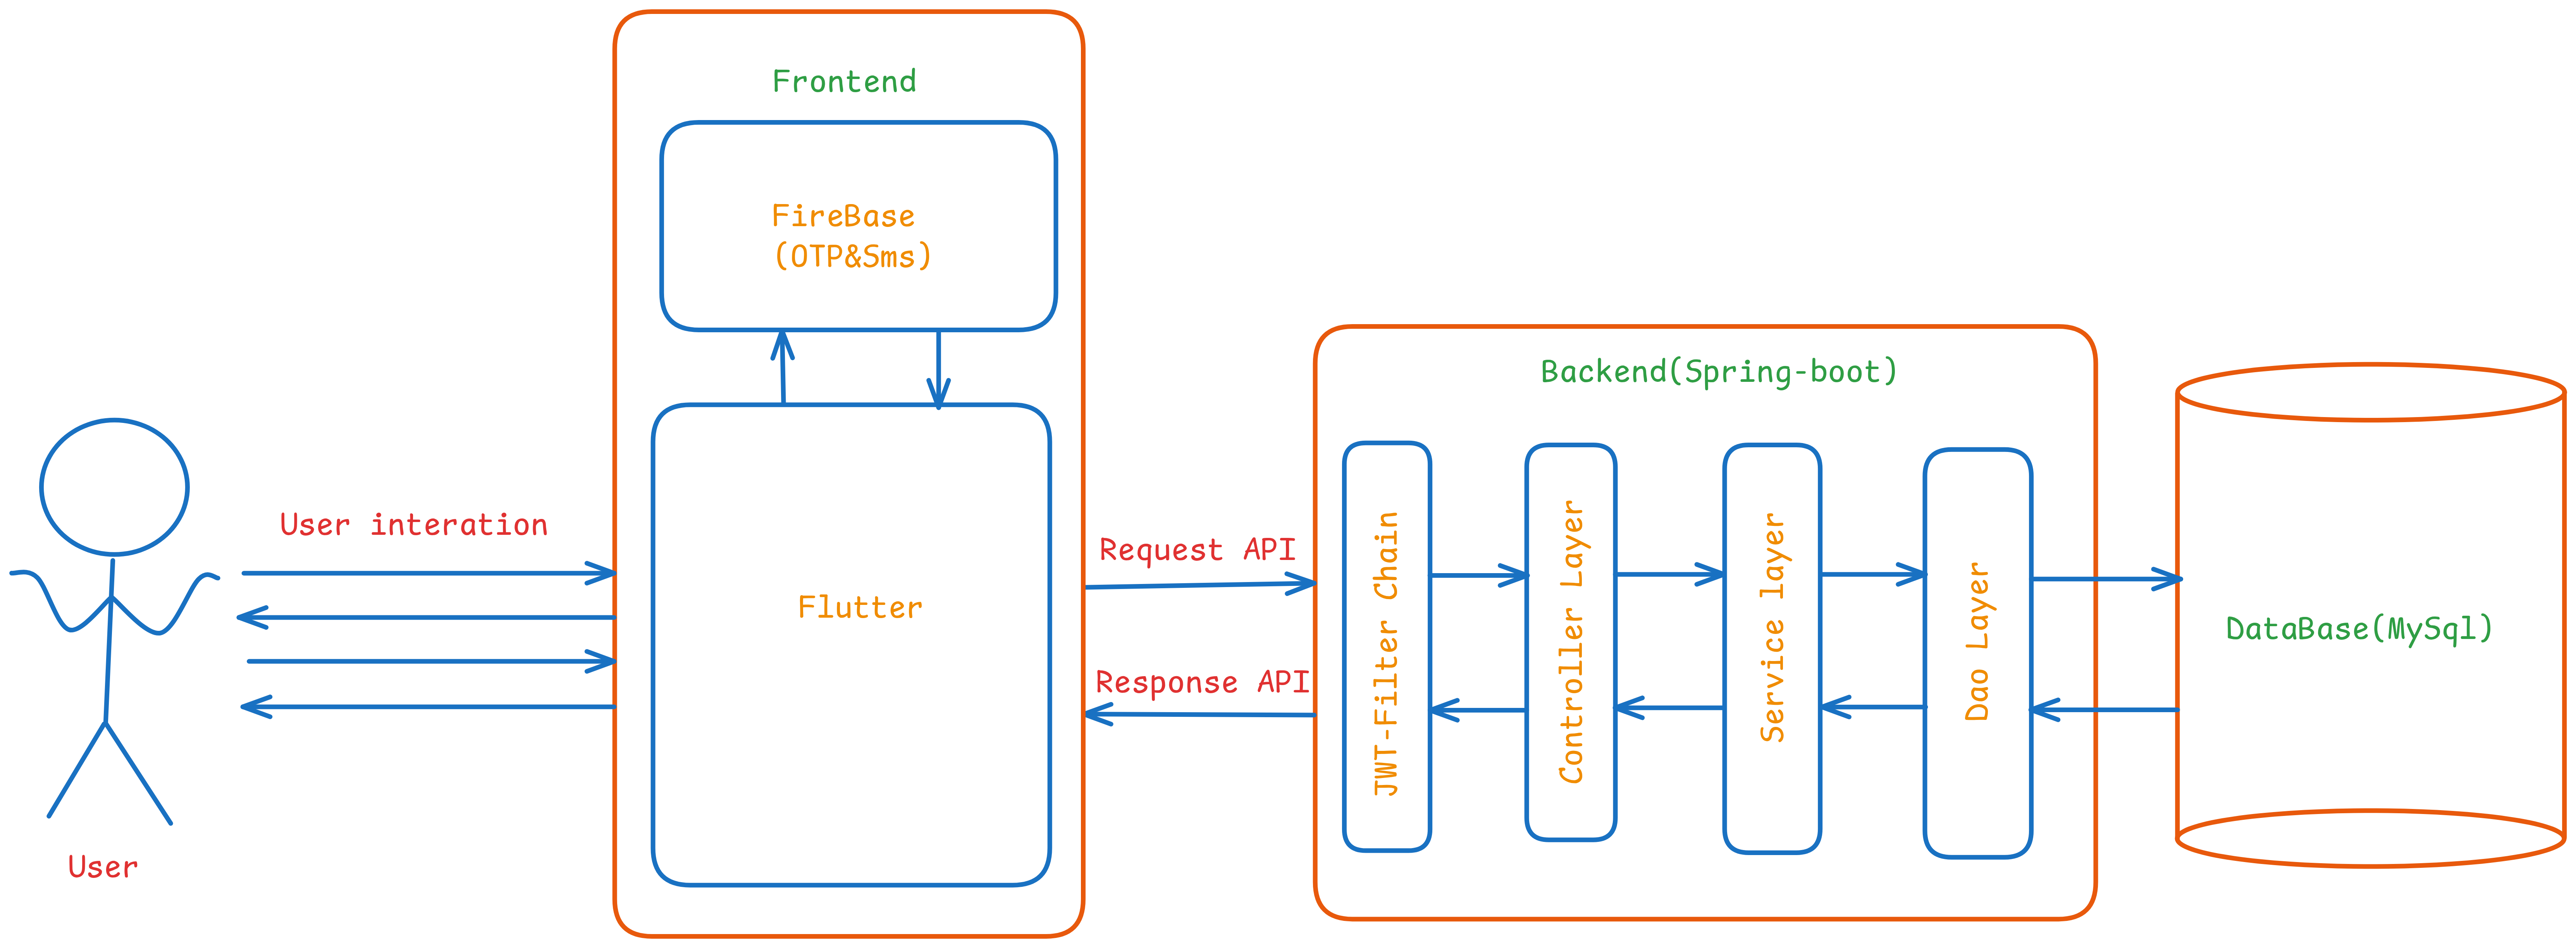 Frontend
FireBase
(OTP&Sms)
Flutter
User interation
User
Request API
Response API
Backend(Spring-boot)
JWT-Filter Chain
Controller Layer
Service layer
Dao Layer
DataBase(MySql)